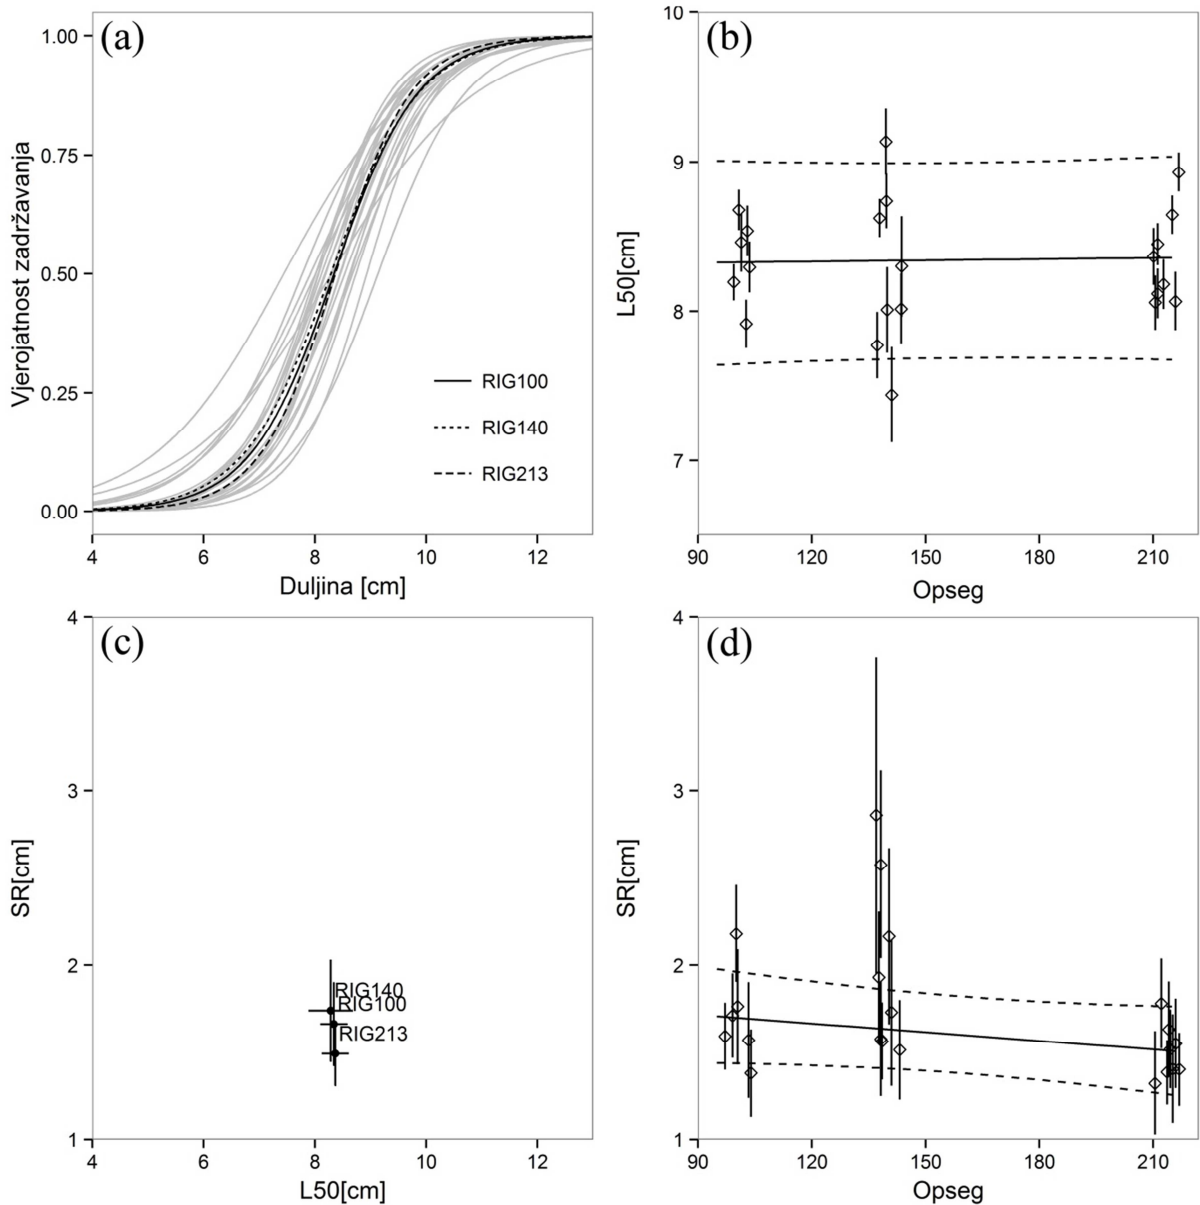 (a)
1.00
0.75
0.50
0.25
0.00
Vjerojatnost zadržavanja
RIG100
RIG140
RIG213
4 6 8 10 12
Duljina [cm]
(b)
10
9
8
7
L50[cm]
90 120 150 180 210
Opseg
(c)
4
3
2
1
SR[cm]
RIG140
RIG100
RIG213
4 6 8 10 12
L50[cm]
(d)
4
3
2
1
SR[cm]
90 120 150 180 210
Opseg